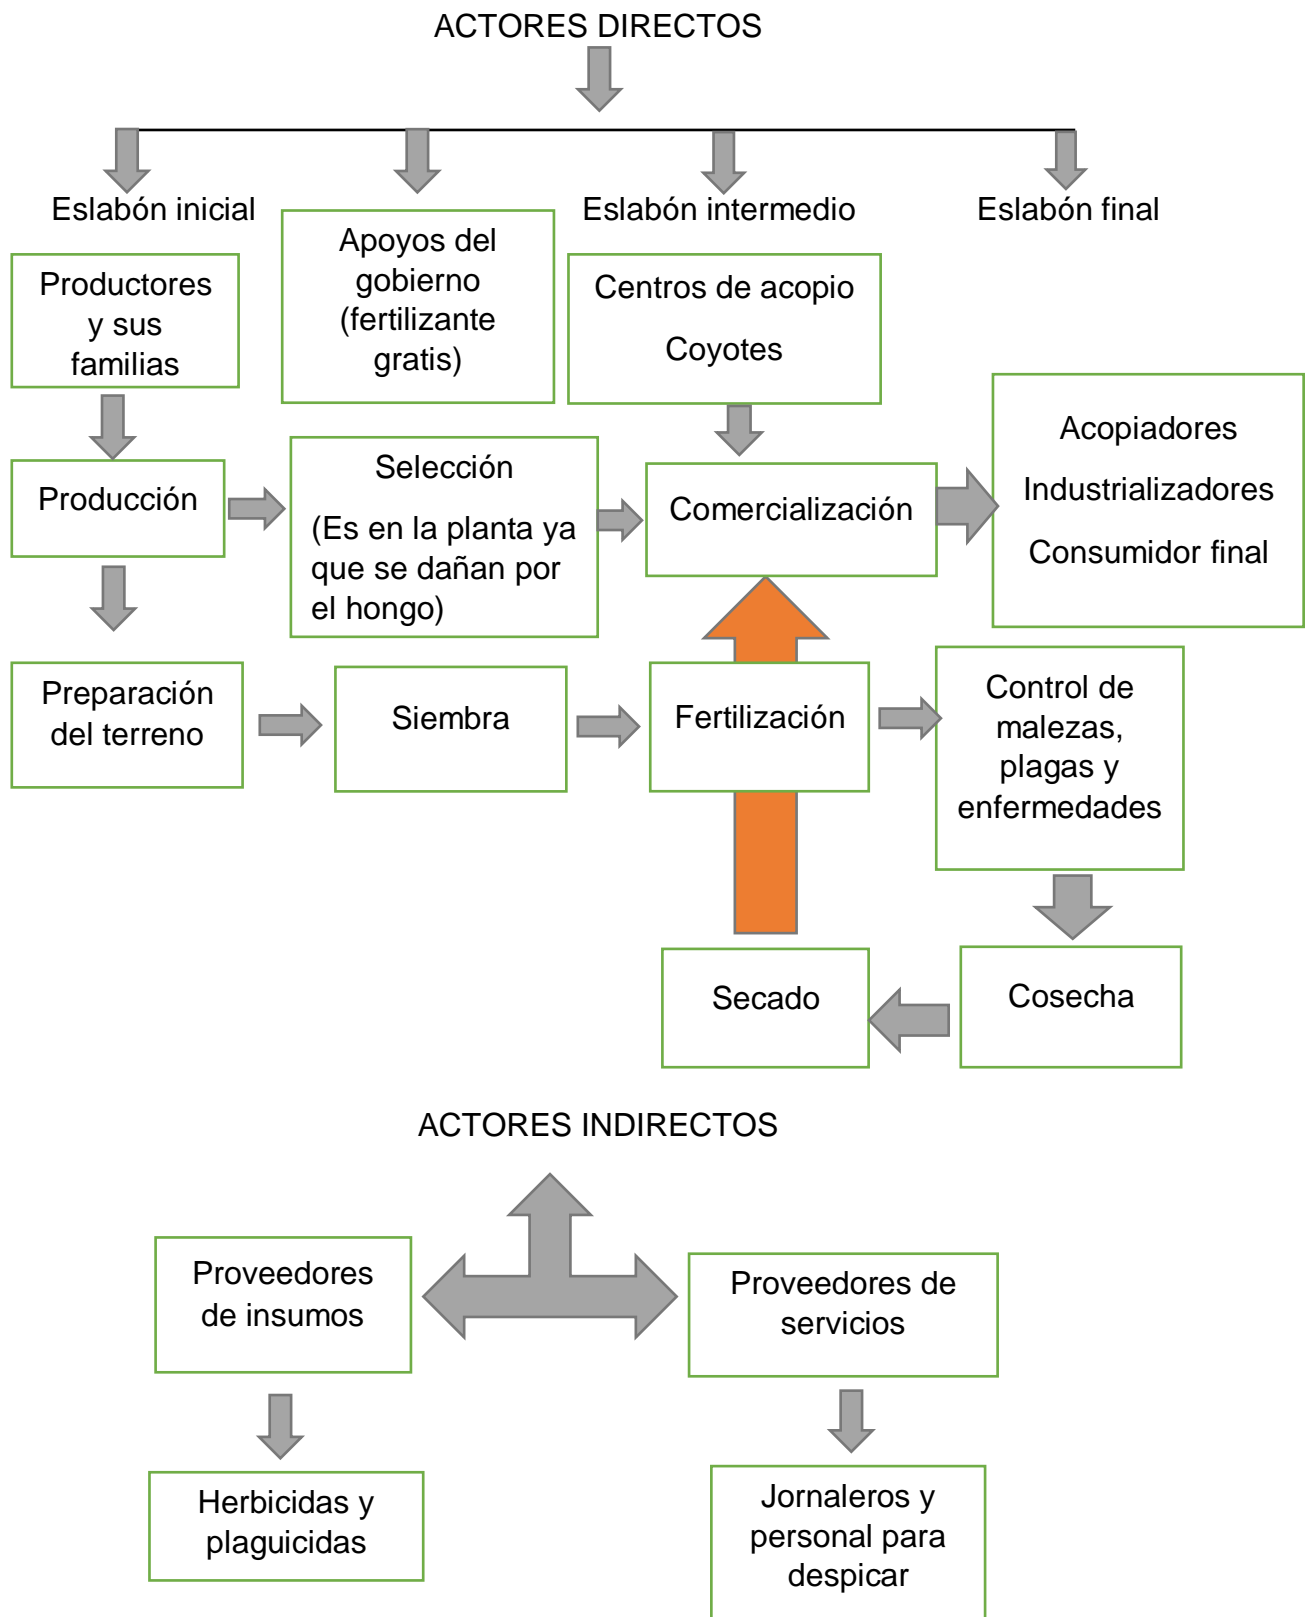 ACTORES DIRECTOS
Eslabón inicial
Eslabón intermedio
Eslabón final
Productores
y sus
familias
Apoyos del
gobierno
(fertilizante
gratis)
Centros de acopio
Coyotes
Acopiadores
Industrializadores
Consumidor final
Producción
Selección
(Es en la planta ya
que se dañan por
el hongo)
Comercialización
Preparación
del terreno
Siembra
Fertilización
Control de
malezas,
plagas y
enfermedades
Secado
Cosecha
ACTORES INDIRECTOS
Proveedores
de insumos
Proveedores de
servicios
Herbicidas y
plaguicidas
Jornaleros y
personal para
despicar